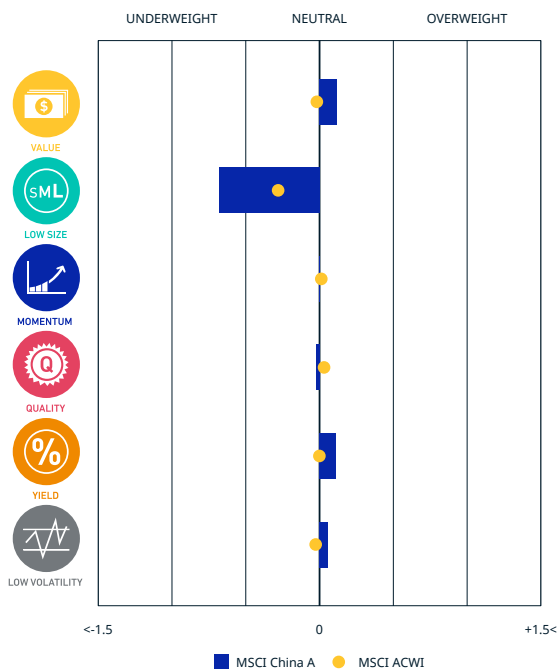 UNDERWEIGHT NEUTRAL OVERWEIGHT
$
VALUE
SML
LOW SIZE
MOMENTUM
Q
QUALITY
%
YIELD
LOW VOLATILITY
<-1.5 0 +1.5<
MSCI China A MSCI ACWI